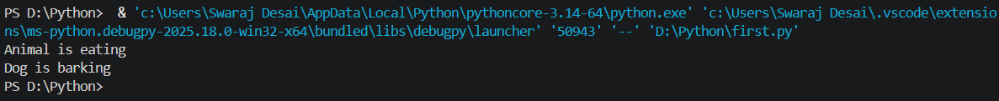 PS D:\Python>  & 'c:\Users\Swaraj Desai\AppData\Local\Python\pythoncore-3.14-64\python.exe' 'c:\Users\Swaraj Desai\.vscode\extensio
ns\ms-python.debugpy-2025.18.0-win32-x64\bundled\libs\debugpy\launcher' '50943' '--' 'D:\Python\first.py'
Animal is eating
Dog is barking
PS D:\Python>